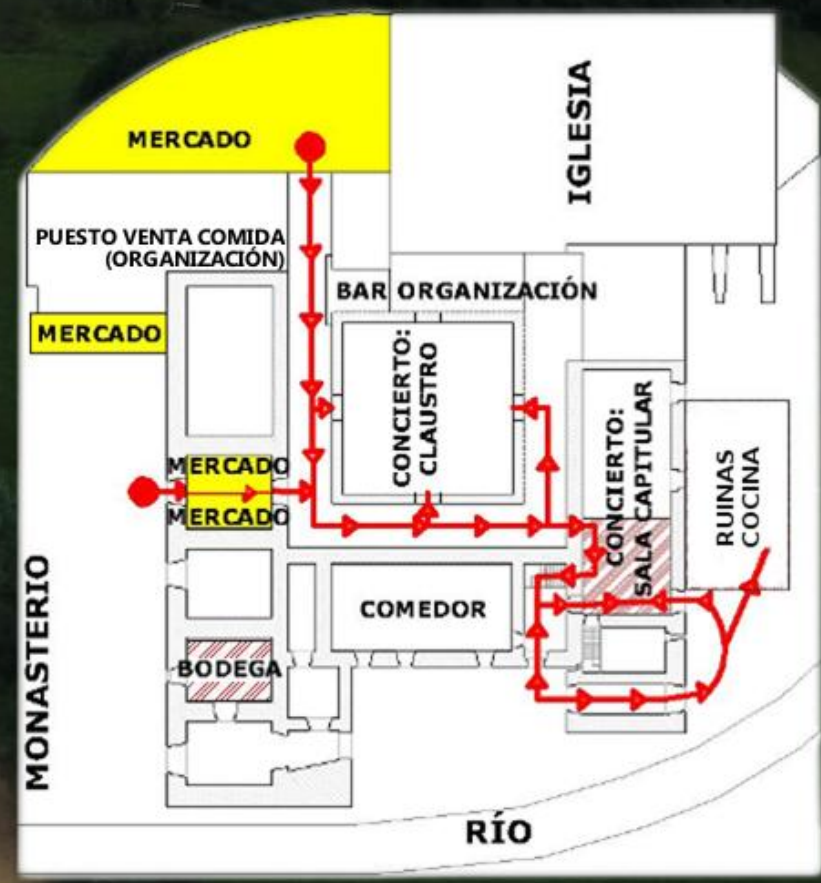 MERCADO
IGLESIA
PUESTO VENTA COMIDA
(ORGANIZACIÓN)
BAR ORGANIZACIÓN
MERCADO
CONCIERTO:
CLAUSTRO
CONCIERTO:
SALA CAPITULAR
RUINAS
COCINA
MERCADO
MERCADO
MONASTERIO
COMEDOR
BODEGA
RÍO